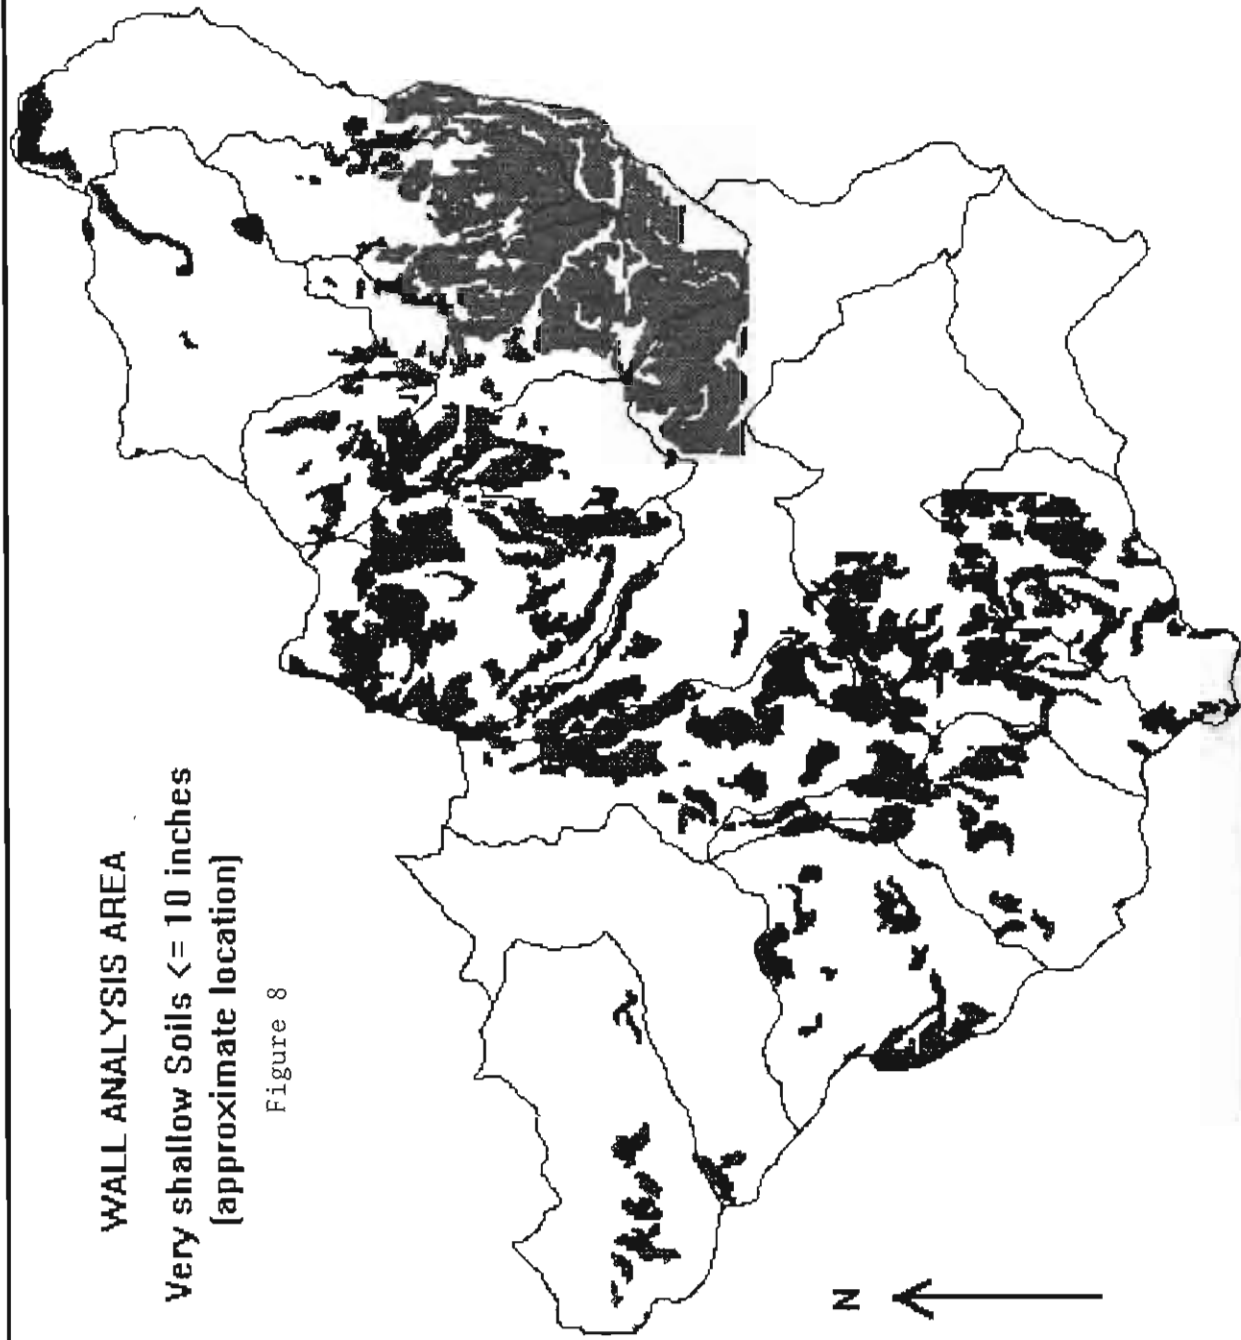 WALL ANALYSIS AREA
Very shallow Soils <= 10 inches
(approximate location)
Figure 8
N